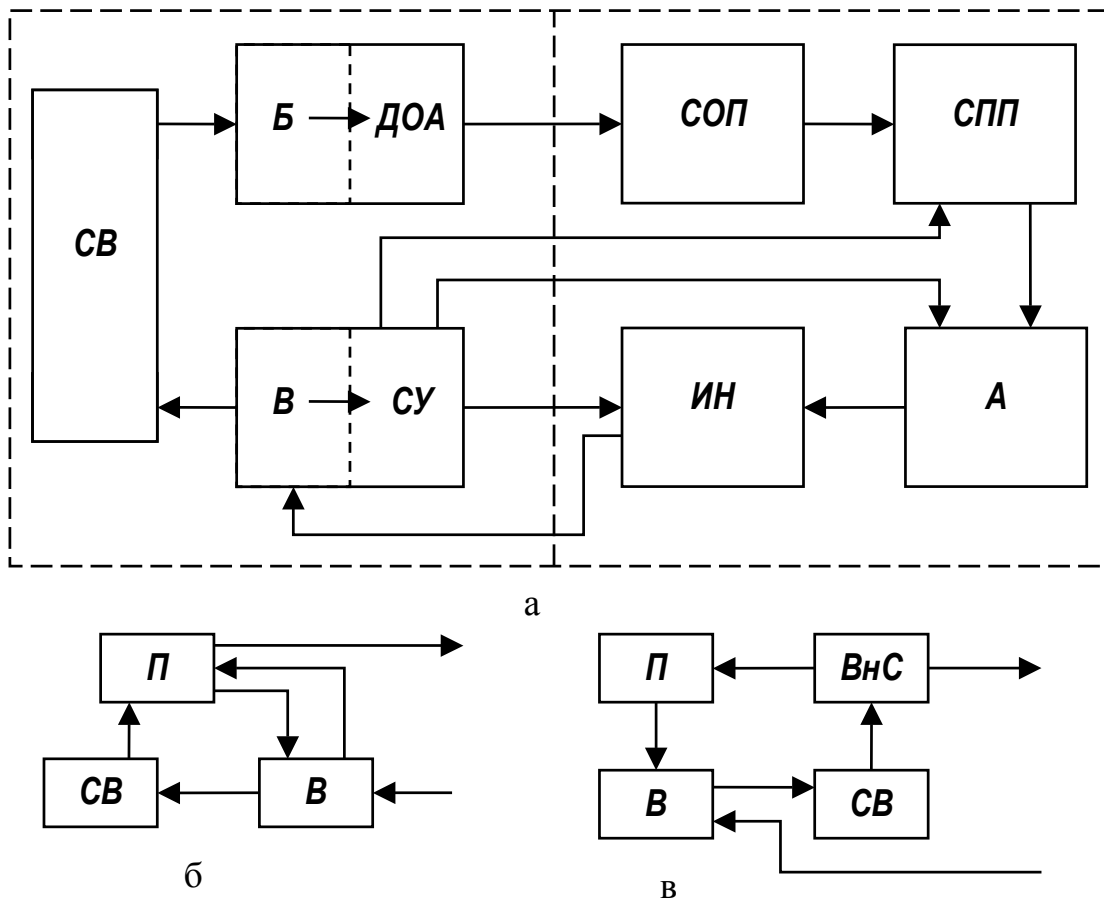 Б ДОА СОП СПП
СВ
В СУ ИН А
а
П П ВнС
СВ В В СВ
б в